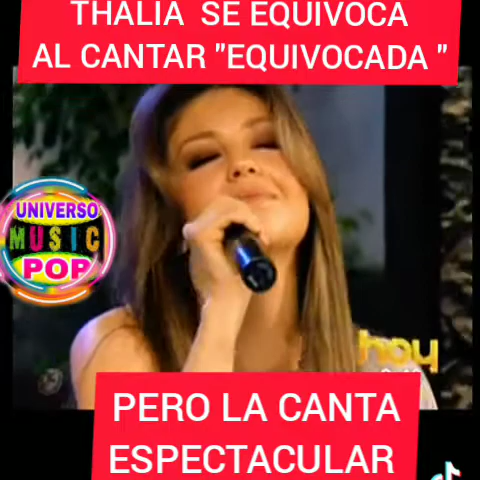 THALIA SE EQUIVOCA
AL CANTAR "EQUIVOCADA "
UNIVERSO
MUSIC
POP
hoy
PERO LA CANTA
ESPECTACULAR